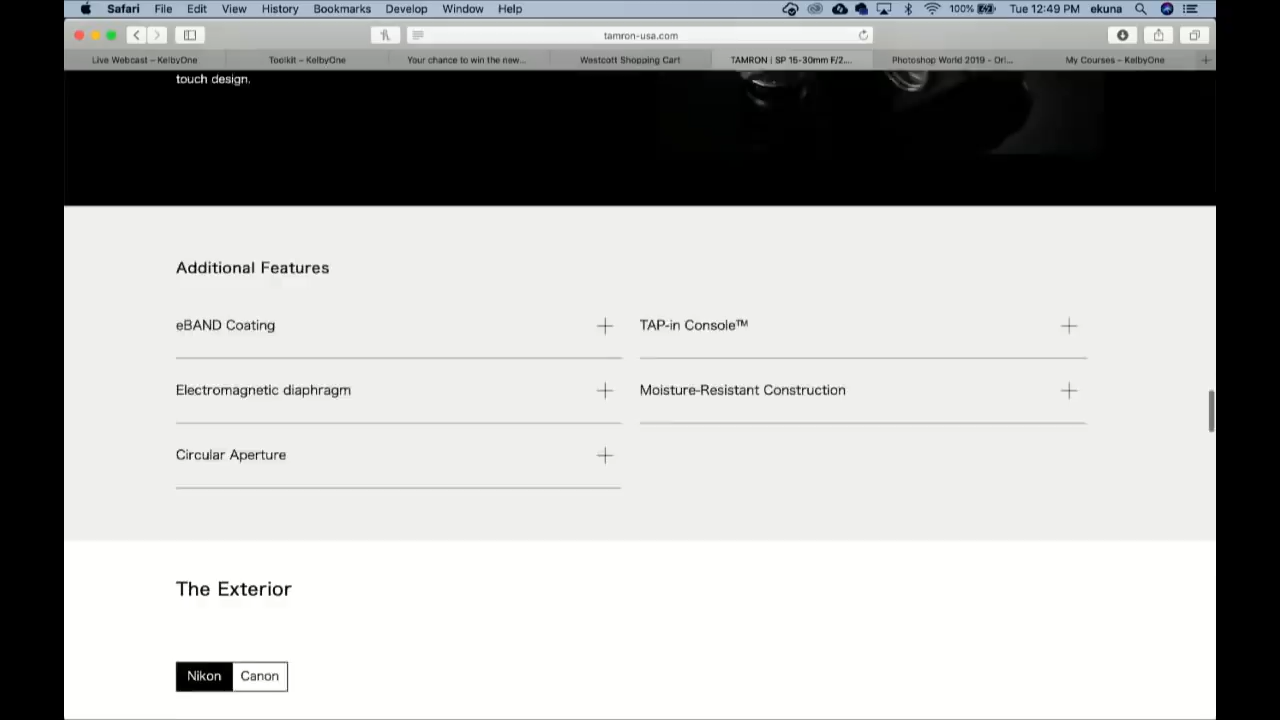 Safari File Edit View History Bookmarks Develop Window Help 100% Tue 12:49 PM ekuna
tamron-usa.com
Live Webcast – KelbyOne Toolkit – KelbyOne Your chance to win the new... Westcott Shopping Cart TAMRON | SP 15-30mm F/2.... Photoshop World 2019 - Orl... My Courses – KelbyOne
touch design.
Additional Features
eBAND Coating
TAP-in Console™
Electromagnetic diaphragm
Moisture-Resistant Construction
Circular Aperture
The Exterior
Nikon Canon